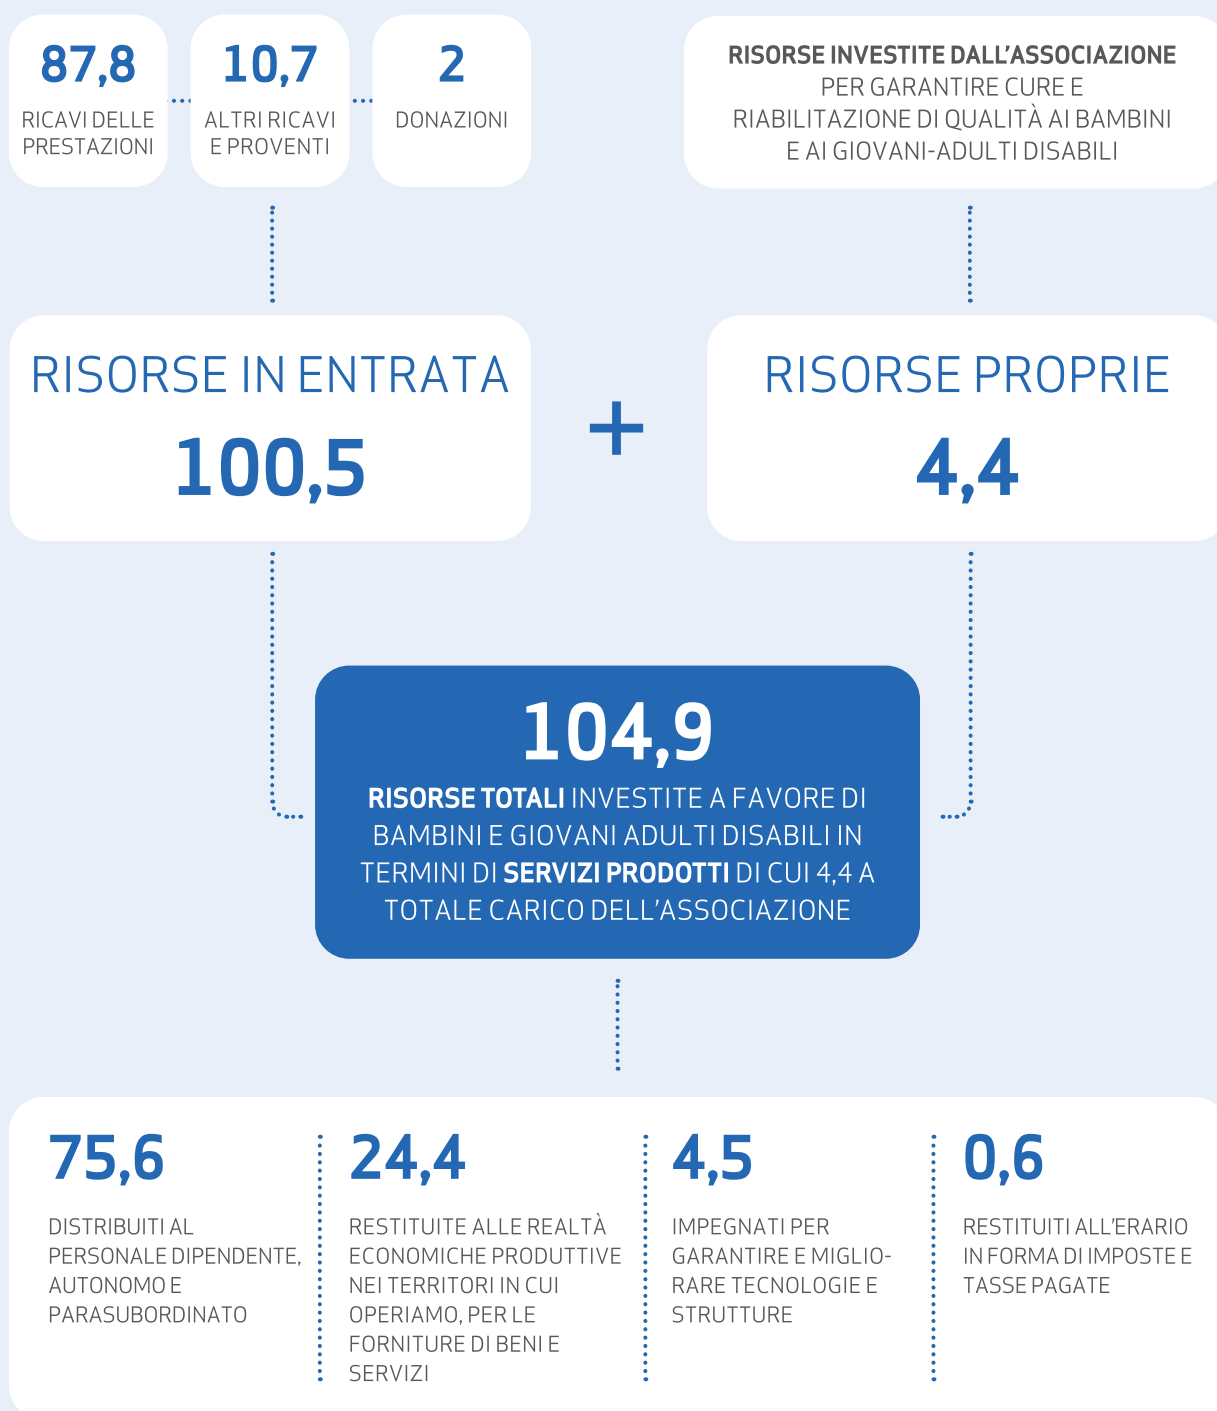 87,8
RICAVI DELLE
PRESTAZIONI
10,7
ALTRI RICAVI
E PROVENTI
2
DONAZIONI
RISORSE INVESTITE DALL'ASSOCIAZIONE
PER GARANTIRE CURE E
RIABILITAZIONE DI QUALITÀ AI BAMBINI
E AI GIOVANI-ADULTI DISABILI
RISORSE IN ENTRATA
100,5
+
RISORSE PROPRIE
4,4
104,9
RISORSE TOTALI INVESTITE A FAVORE DI
BAMBINI E GIOVANI ADULTI DISABILI IN
TERMINI DI SERVIZI PRODOTTI DI CUI 4,4 A
TOTALE CARICO DELL'ASSOCIAZIONE
75,6
DISTRIBUITI AL
PERSONALE DIPENDENTE,
AUTONOMO E
PARASUBORDINATO
24,4
RESTITUITE ALLE REALTÀ
ECONOMICHE PRODUTTIVE
NEI TERRITORI IN CUI
OPERIAMO, PER LE
FORNITURE DI BENI E
SERVIZI
4,5
IMPEGNATI PER
GARANTIRE E MIGLIO-
RARE TECNOLOGIE E
STRUTTURE
0,6
RESTITUITI ALL'ERARIO
IN FORMA DI IMPOSTE E
TASSE PAGATE